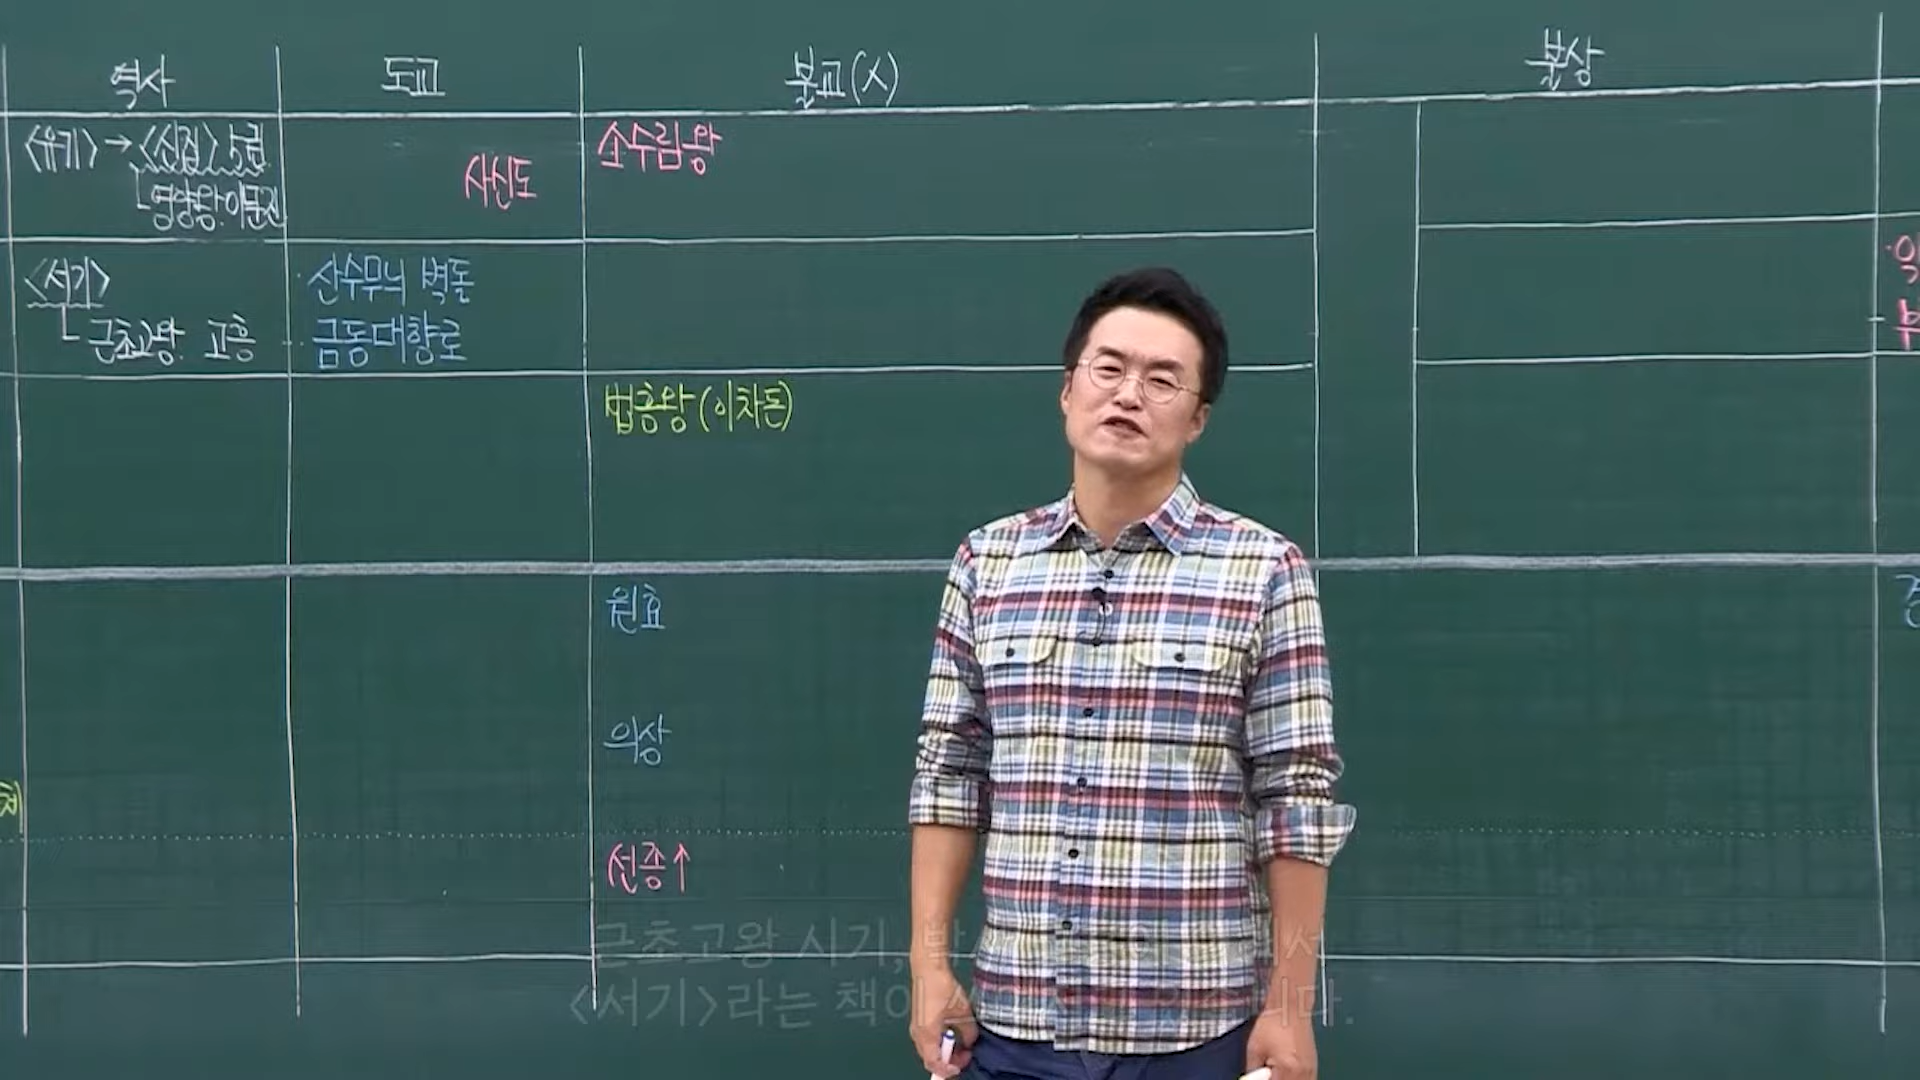 역사 도교 불교(人) 불상
<유기>→<신집>5권
└영양왕.이문진
사신도
소수림왕
<서기>
└근초고왕. 고흥
· 산수무늬 벽돌
· 금동대향로
법흥왕(이차돈)
원효
의상
선종↑
근초고왕 시기,
<서기>라는 책이